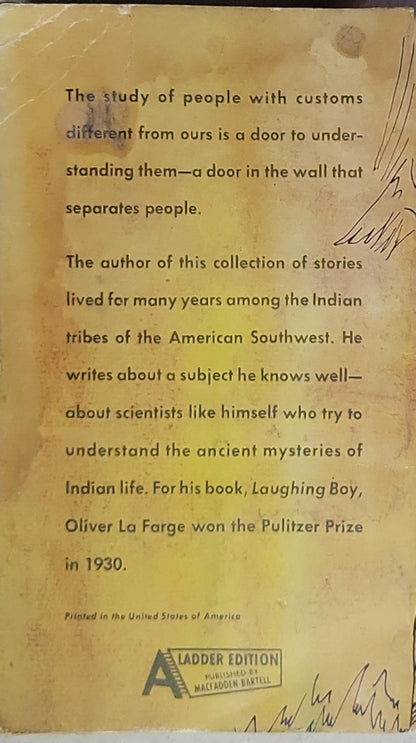 The study of people with customs
different from ours is a door to under-
standing them—a door in the wall that
separates people.
The author of this collection of stories
lived for many years among the Indian
tribes of the American Southwest. He
writes about a subject he knows well—
about scientists like himself who try to
understand the ancient mysteries of
Indian life. For his book, Laughing Boy,
Oliver La Farge won the Pulitzer Prize
in 1930.
Printed in the United States of America
A LADDER EDITION
PUBLISHED BY
MACFADDEN BARTELL